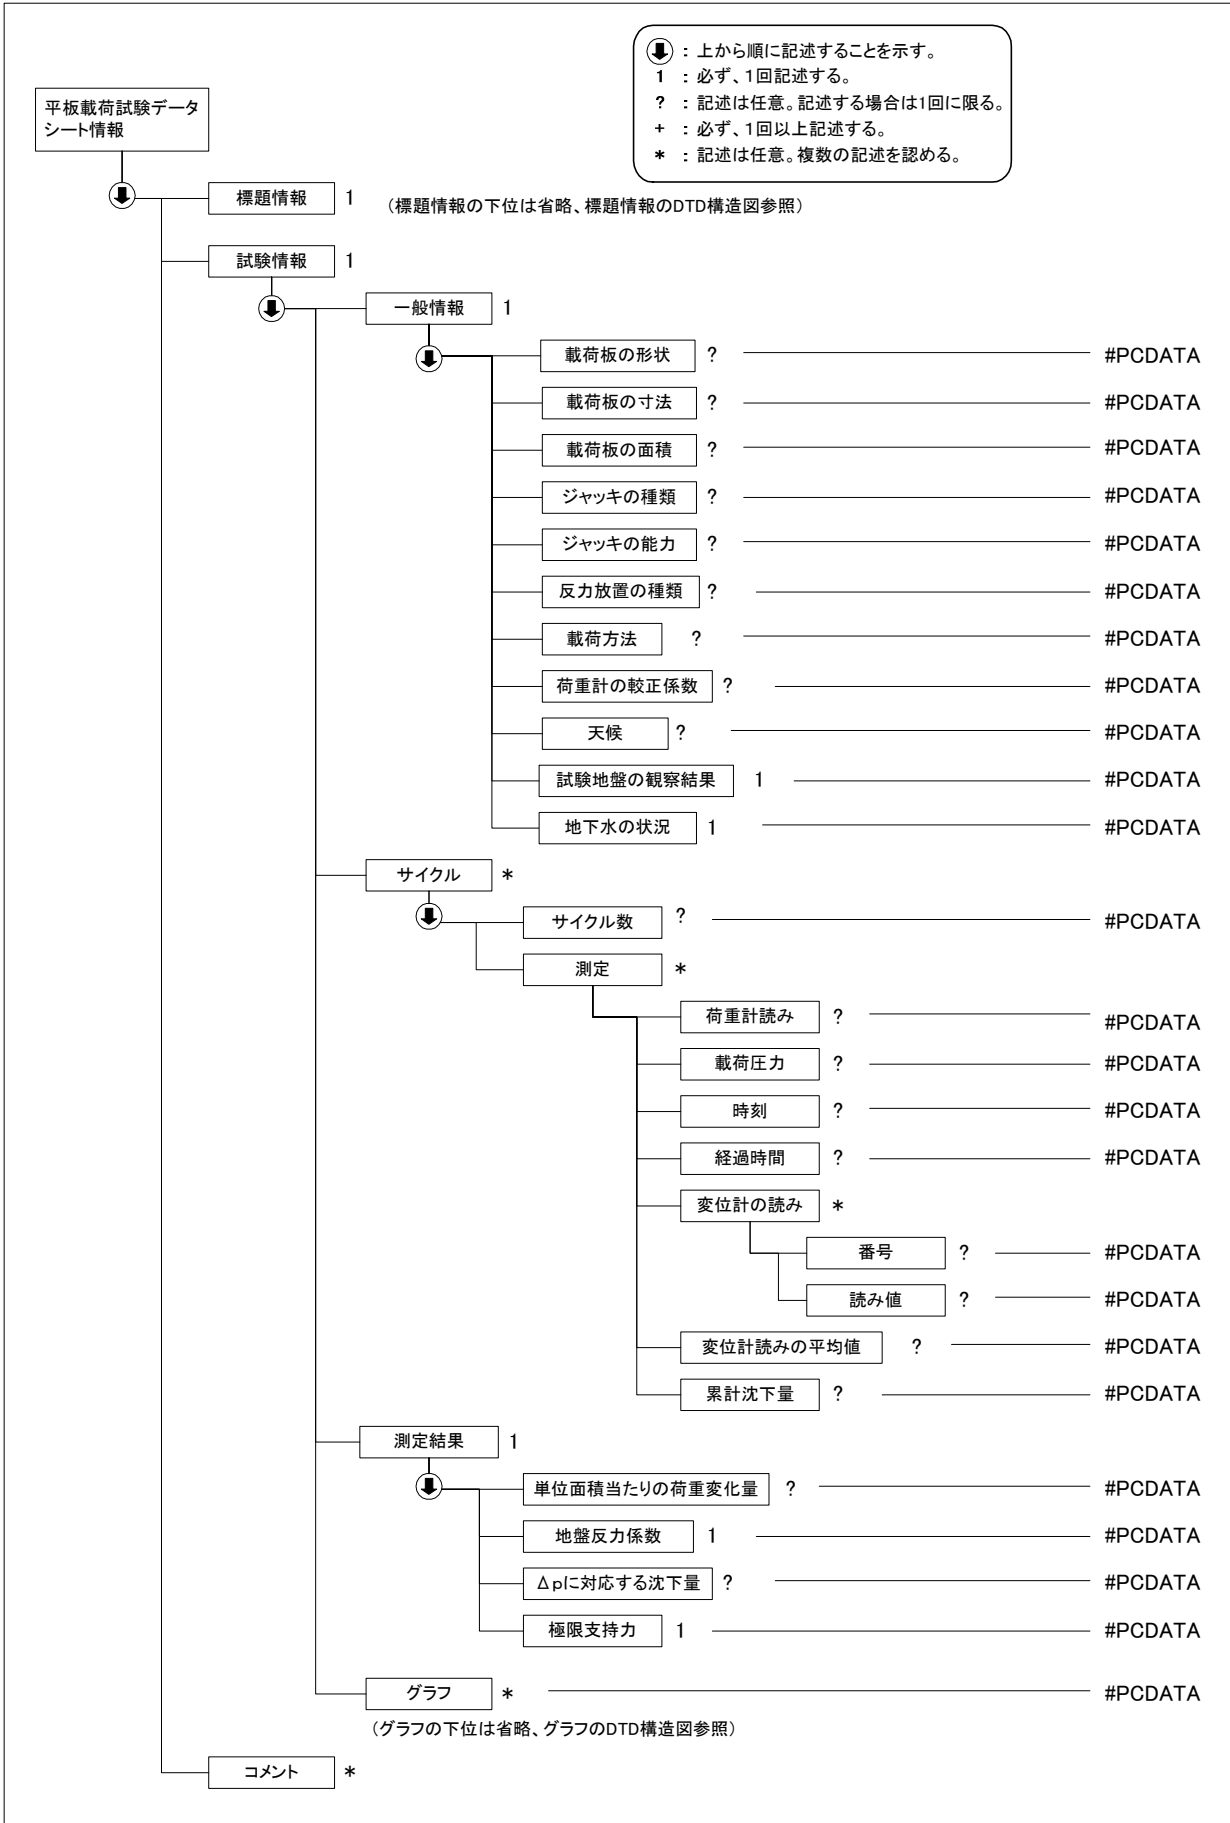 ：上から順に記述することを示す。
1 ：必ず、1回記述する。
? ：記述は任意。記述する場合は1回に限る。
+ ：必ず、1回以上記述する。
* ：記述は任意。複数の記述を認める。
平板載荷試験データ
シート情報
標題情報 1 （標題情報の下位は省略、標題情報のDTD構造図参照）
試験情報 1
一般情報 1
載荷板の形状 ? #PCDATA
載荷板の寸法 ? #PCDATA
載荷板の面積 ? #PCDATA
ジャッキの種類 ? #PCDATA
ジャッキの能力 ? #PCDATA
反力放置の種類 ? #PCDATA
載荷方法 ? #PCDATA
荷重計の較正係数 ? #PCDATA
天候 ? #PCDATA
試験地盤の観察結果 1 #PCDATA
地下水の状況 1 #PCDATA
サイクル *
サイクル数 ? #PCDATA
測定 *
荷重計読み ? #PCDATA
載荷圧力 ? #PCDATA
時刻 ? #PCDATA
経過時間 ? #PCDATA
変位計の読み *
番号 ? #PCDATA
読み値 ? #PCDATA
変位計読みの平均値 ? #PCDATA
累計沈下量 ? #PCDATA
測定結果 1
単位面積当たりの荷重変化量 ? #PCDATA
地盤反力係数 1 #PCDATA
Δｐに対応する沈下量 ? #PCDATA
極限支持力 1 #PCDATA
グラフ * #PCDATA
（グラフの下位は省略、グラフのDTD構造図参照）
コメント *